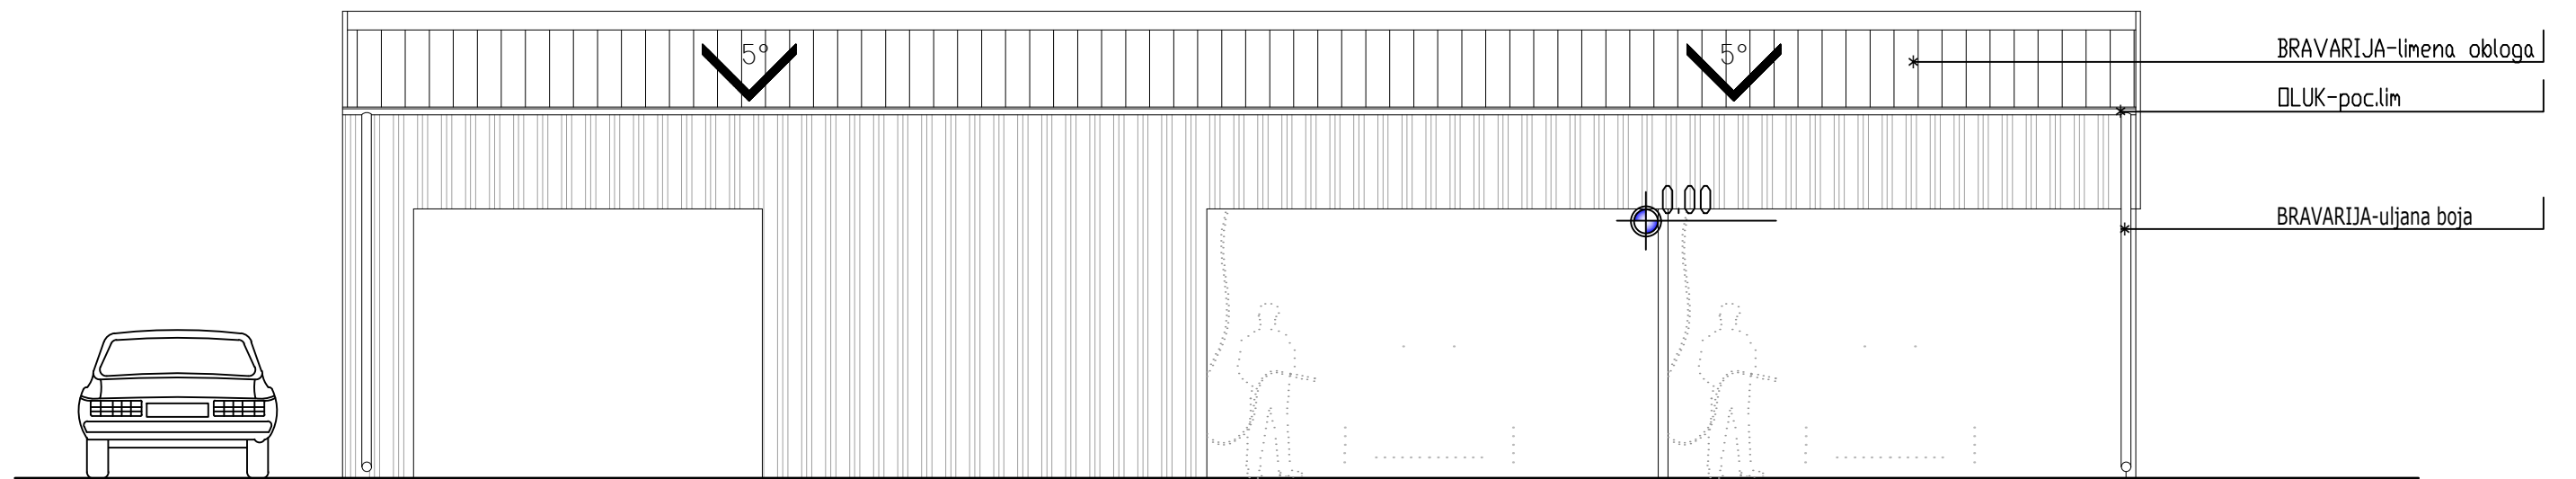 5°
5°
BRAVARIJA-limena obloga
OLUK-poc.lim
0,00
BRAVARIJA-uljana boja